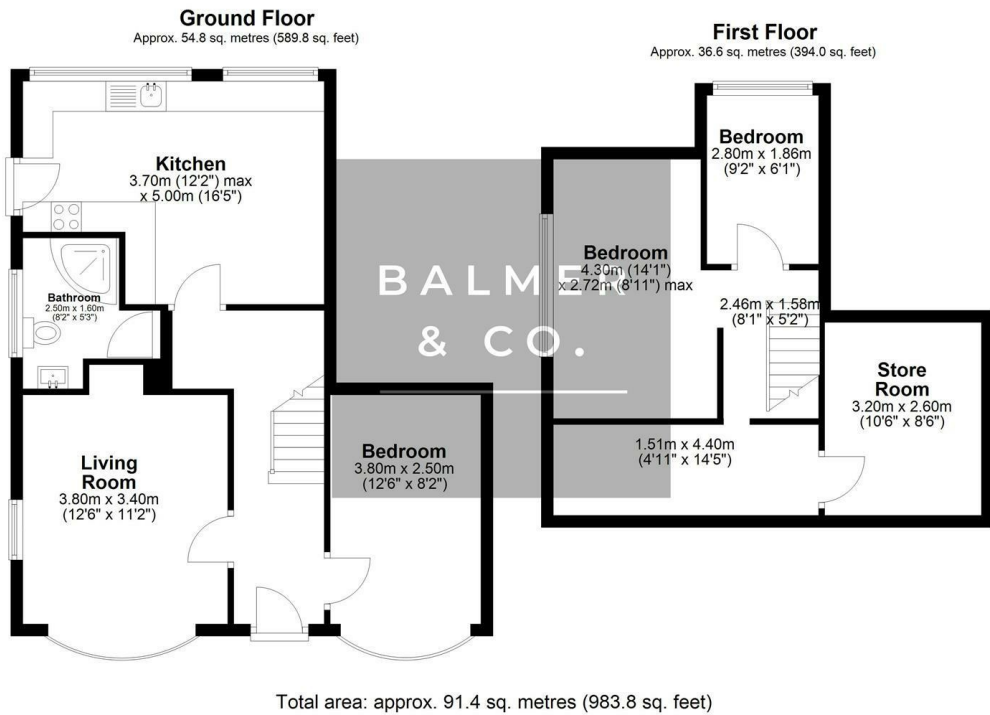 Ground Floor
Approx. 54.8 sq. metres (589.8 sq. feet)
Kitchen
3.70m (12'2") max
x 5.00m (16'5")
Bathroom
2.50m x 1.60m
(8'2" x 5'3")
Living
Room
3.80m x 3.40m
(12'6" x 11'2")
Bedroom
3.80m x 2.50m
(12'6" x 8'2")
BALMER
& CO.
First Floor
Approx. 36.6 sq. metres (394.0 sq. feet)
Bedroom
2.80m x 1.86m
(9'2" x 6'1")
Bedroom
4.30m (14'1")
x 2.72m (8'11") max
2.46m x 1.58m
(8'1" x 5'2")
Store
Room
3.20m x 2.60m
(10'6" x 8'6")
1.51m x 4.40m
(4'11" x 14'5")
Total area: approx. 91.4 sq. metres (983.8 sq. feet)